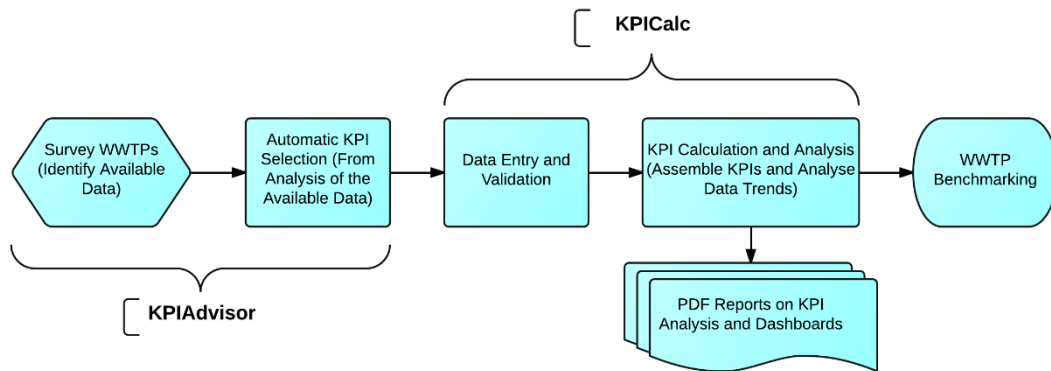 KPICalc
Survey WWTPs
(Identify Available
Data)
Automatic KPI
Selection (From
Analysis of the
Available Data)
Data Entry and
Validation
KPI Calculation and Analysis
(Assemble KPIs and Analyse
Data Trends)
WWTP
Benchmarking
KPIAdvisor
PDF Reports on KPI
Analysis and Dashboards